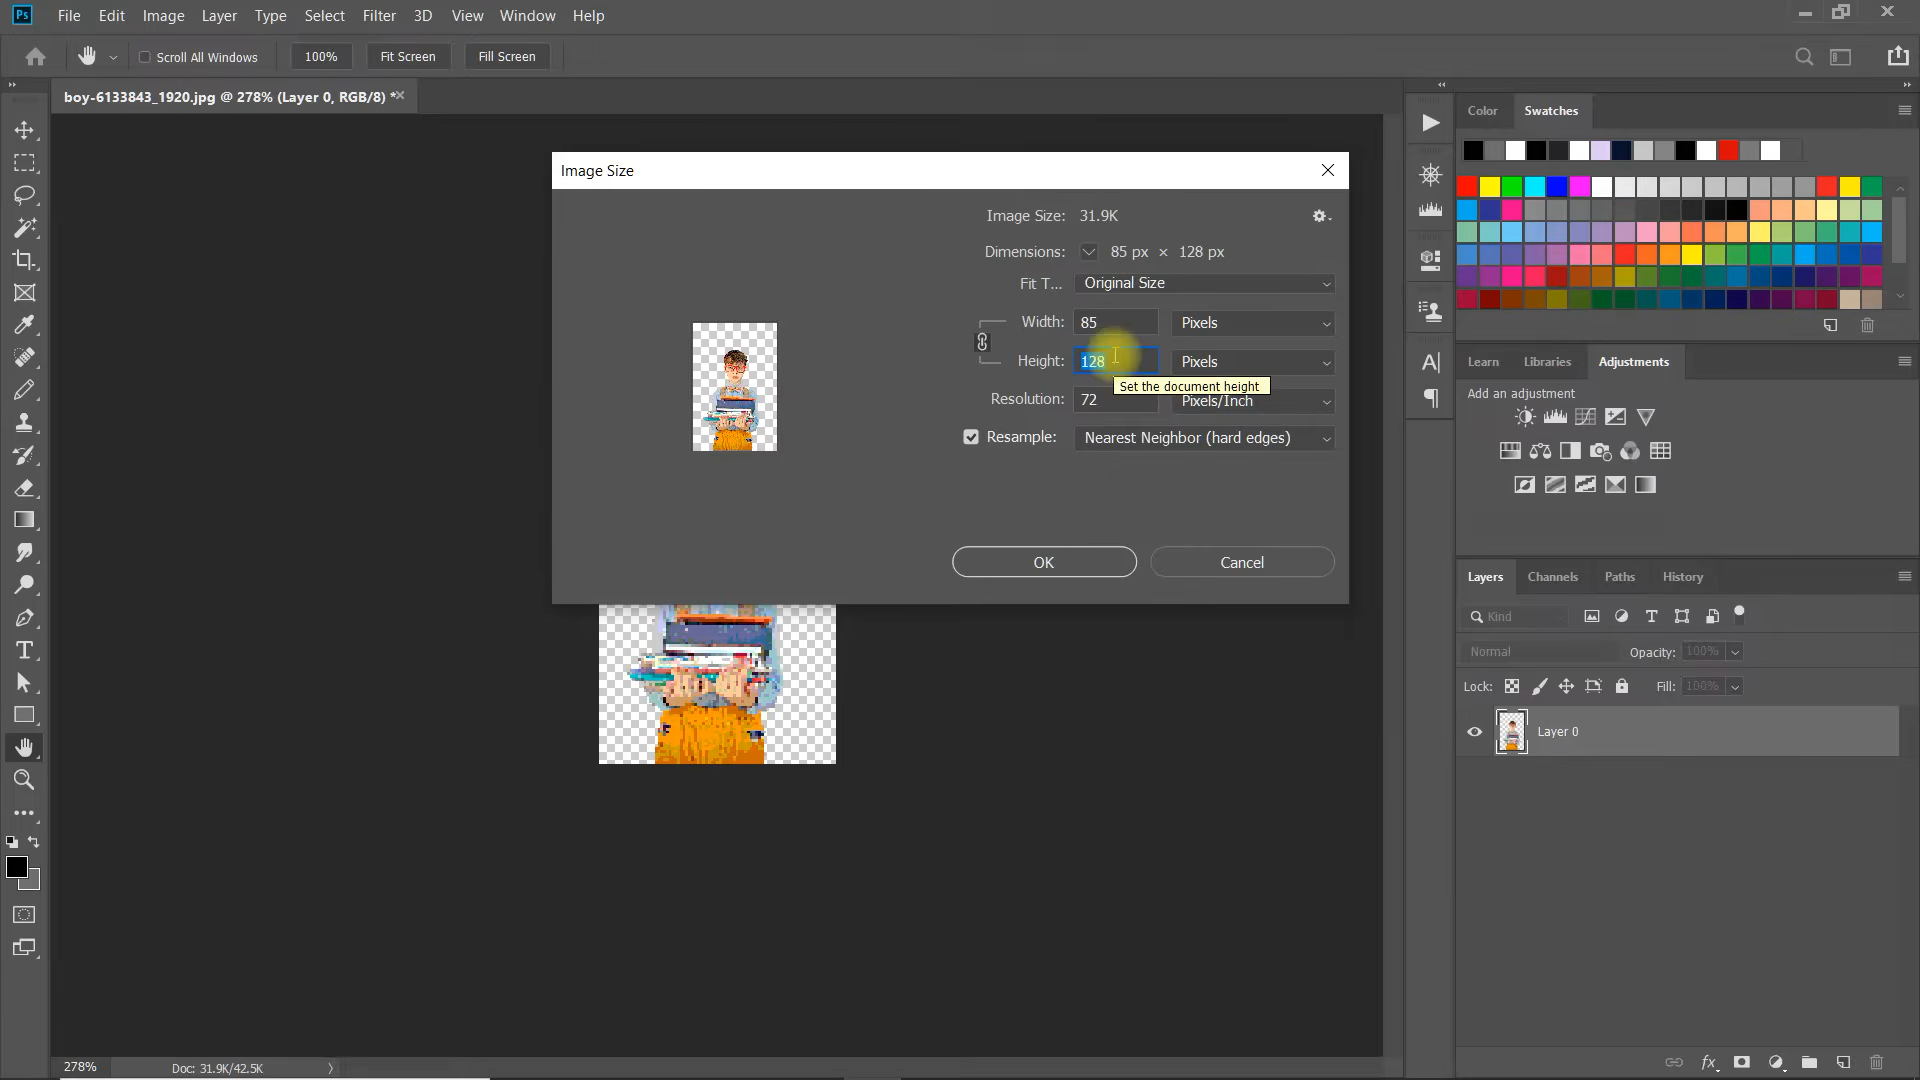 Ps File Edit Image Layer Type Select Filter 3D View Window Help
Scroll All Windows 100% Fit Screen Fill Screen
boy-6133843_1920.jpg @ 278% (Layer 0, RGB/8) *
Color Swatches
Image Size
Image Size: 31.9K
Dimensions: 85 px × 128 px
Fit T... Original Size
Width: 85 Pixels
Height: 128 Pixels
Set the document height
Resolution: 72 Pixels/Inch
Resample: Nearest Neighbor (hard edges)
OK Cancel
Learn Libraries Adjustments
Add an adjustment
Layers Channels Paths History
Kind
Normal Opacity: 100%
Lock: Fill: 100%
Layer 0
278% Doc: 31.9K/42.5K
fx